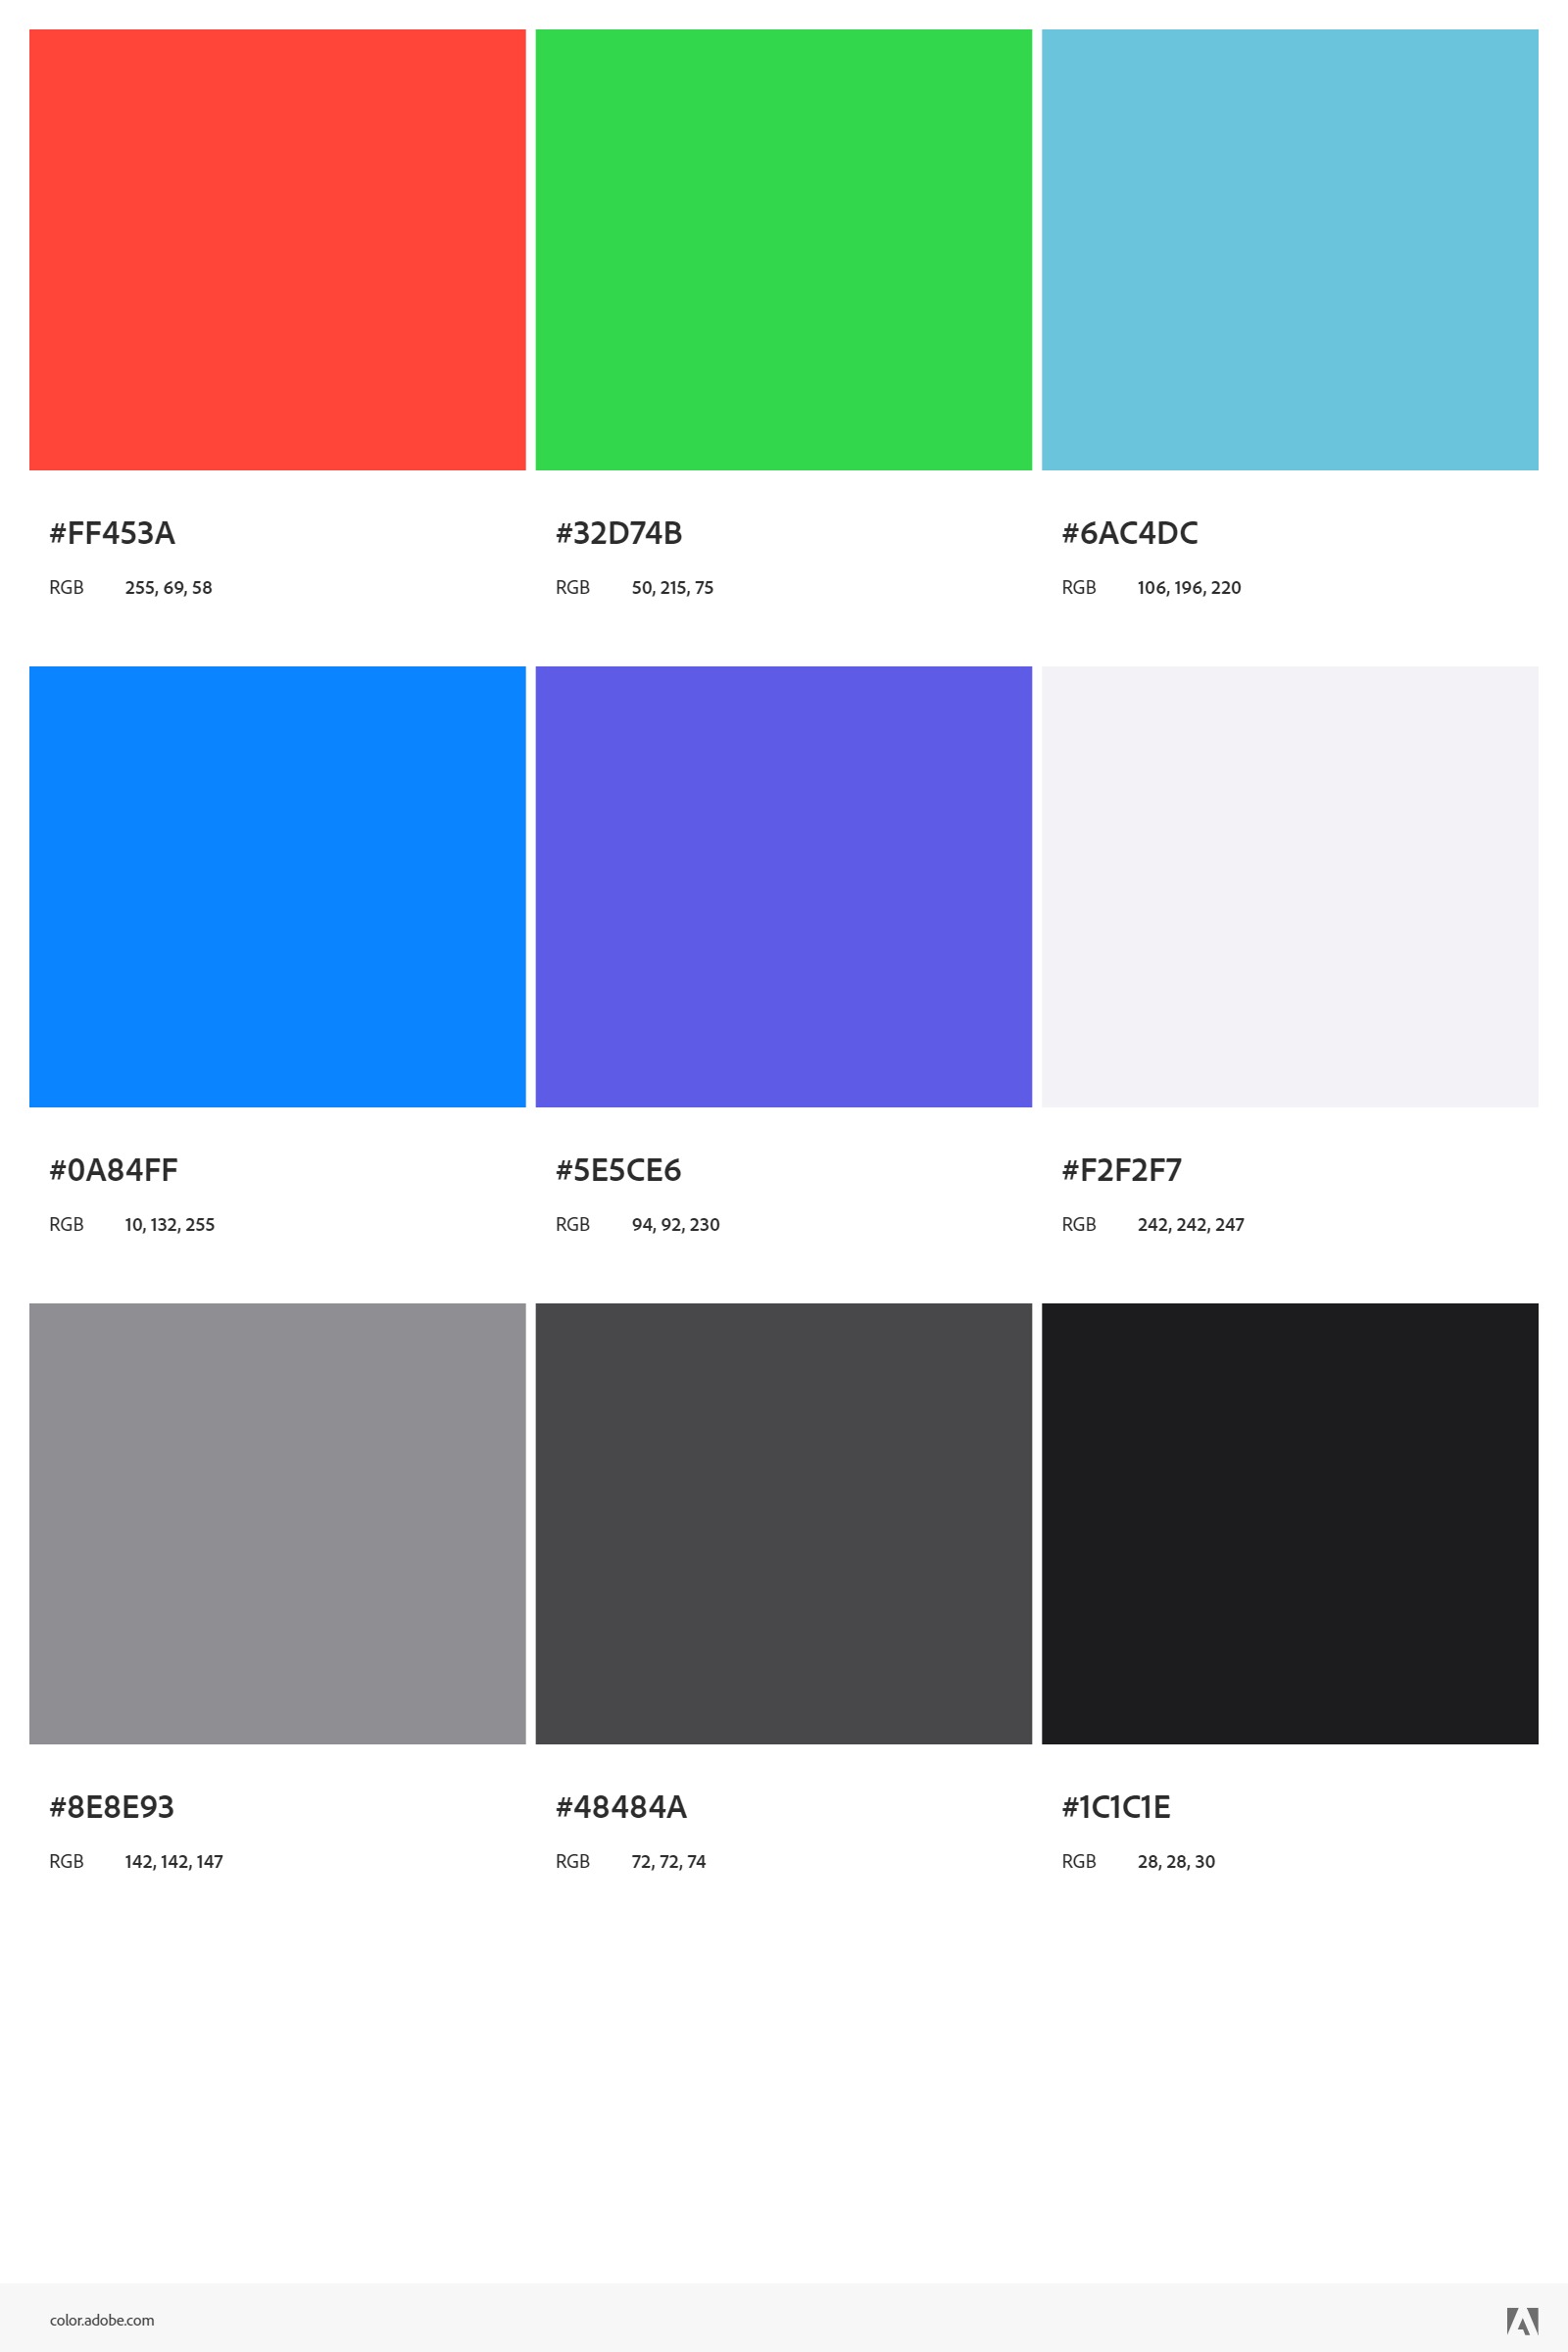 #FF453A #32D74B #6AC4DC
RGB 255, 69, 58 RGB 50, 215, 75 RGB 106, 196, 220
#0A84FF #5E5CE6 #F2F2F7
RGB 10, 132, 255 RGB 94, 92, 230 RGB 242, 242, 247
#8E8E93 #48484A #1C1C1E
RGB 142, 142, 147 RGB 72, 72, 74 RGB 28, 28, 30
color.adobe.com